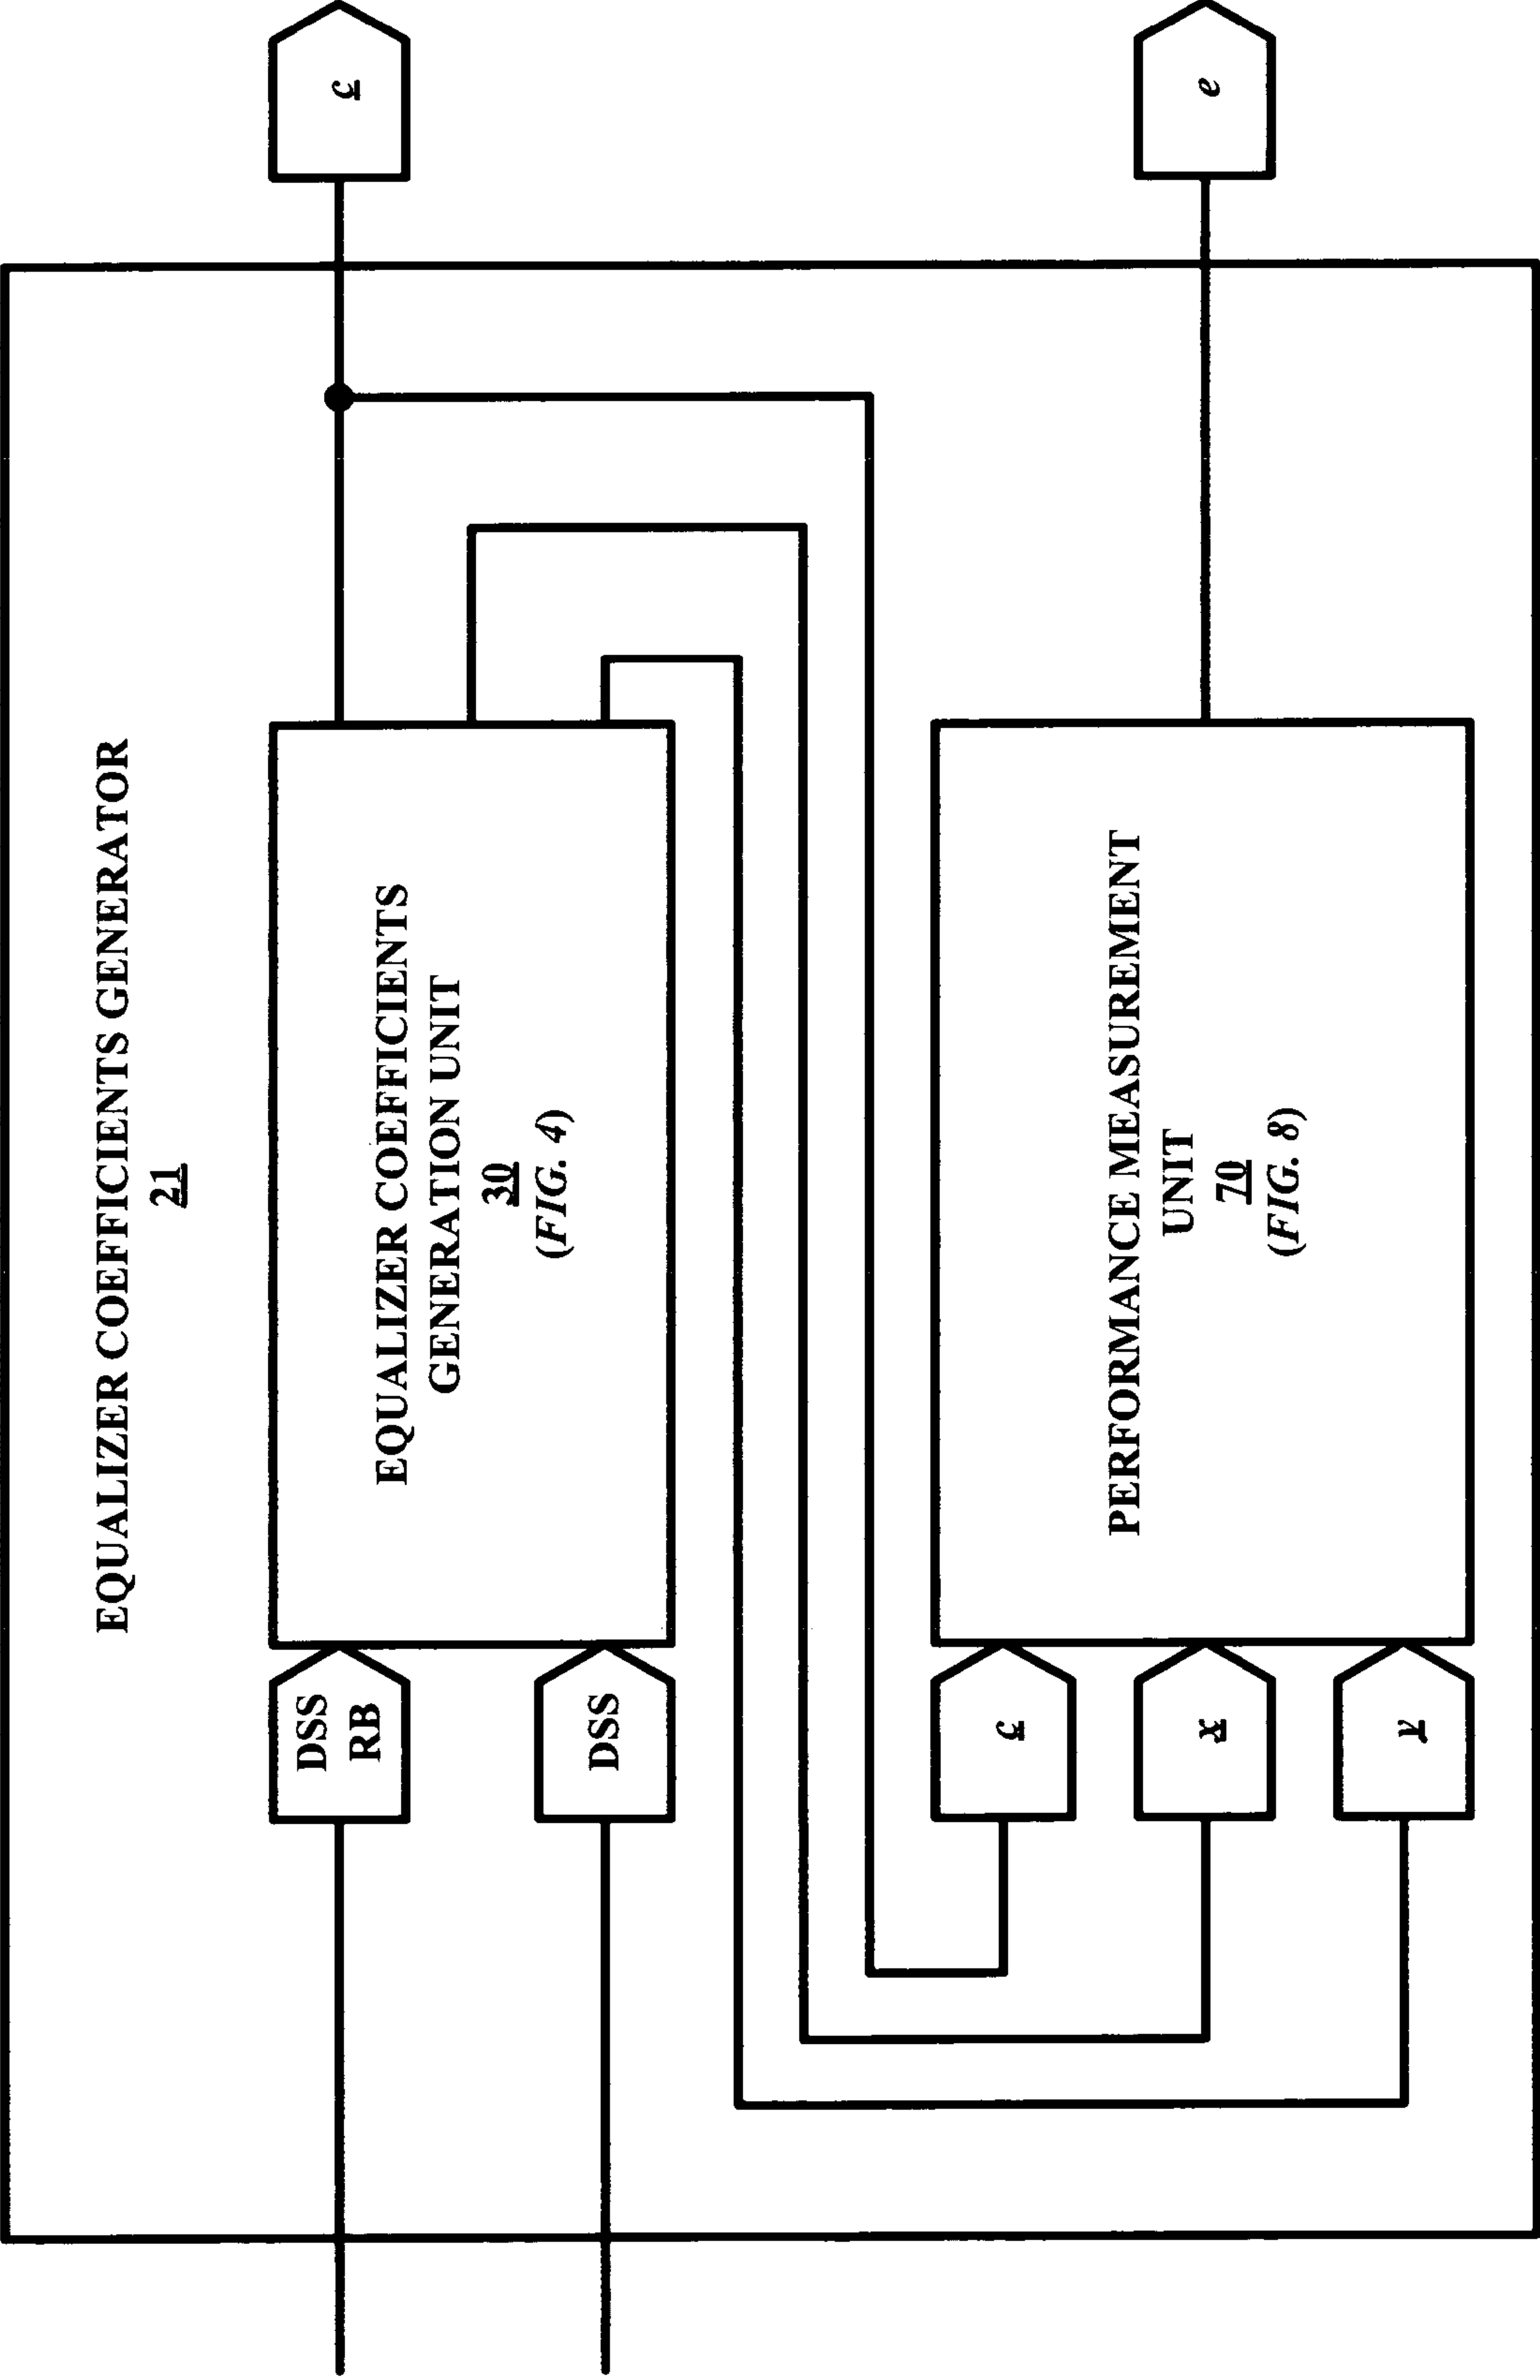 EQUALIZER COEFFICIENTS GENERATOR
21
DSS
RB
DSS
EQUALIZER COEFFICIENTS
GENERATION UNIT
30
(FIG. 4)
c
c
x
y
PERFORMANCE MEASUREMENT
UNIT
70
(FIG. 8)
e